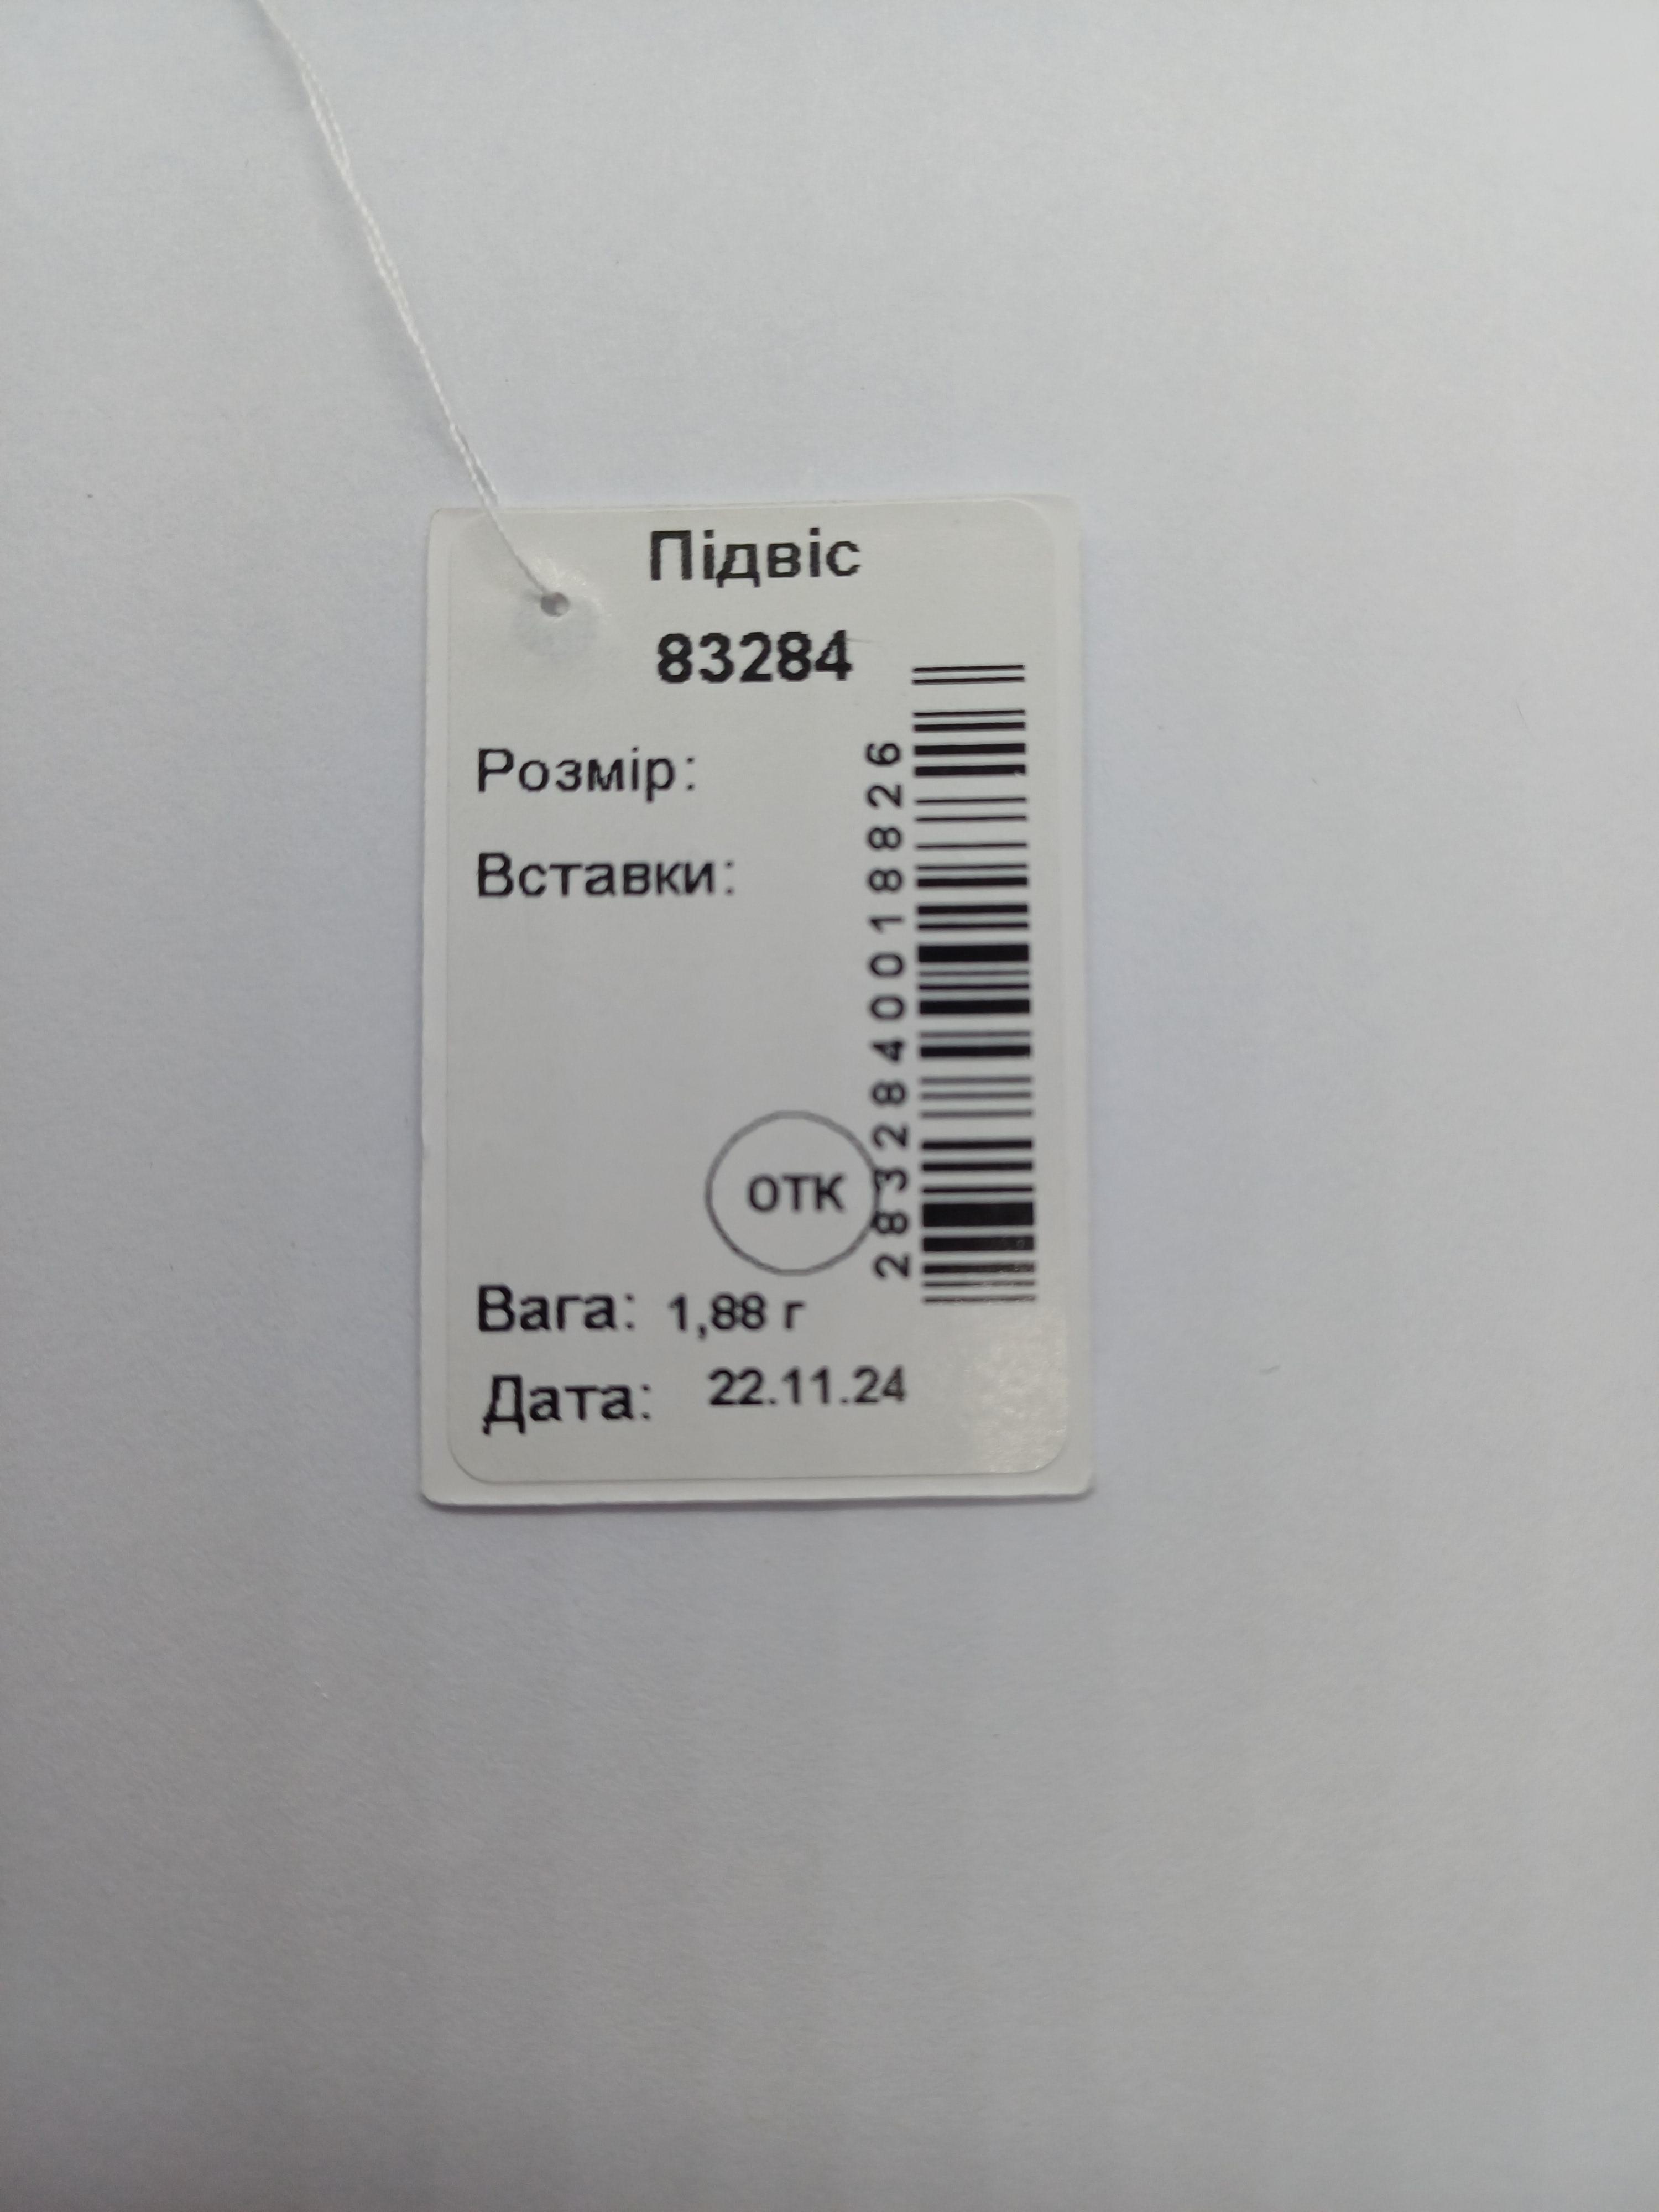 Підвіс
83284
Розмір:
Вставки:
2832840018826
ОТК
Вага: 1,88 г
Дата: 22.11.24